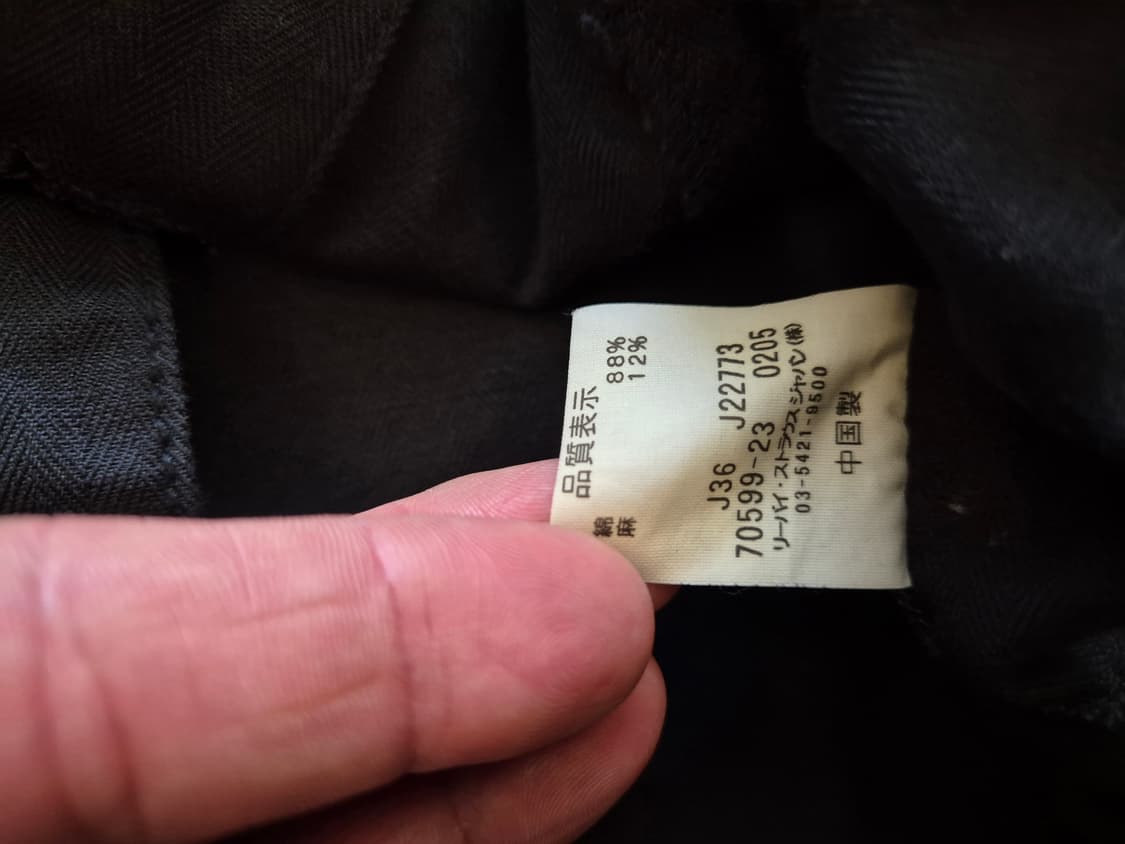 品質表示
綿 88%
麻 12%
J36 J22773
70599-23 0205
リーバイ・ストラウスジャパン(株)
03-5421-9500
中国製